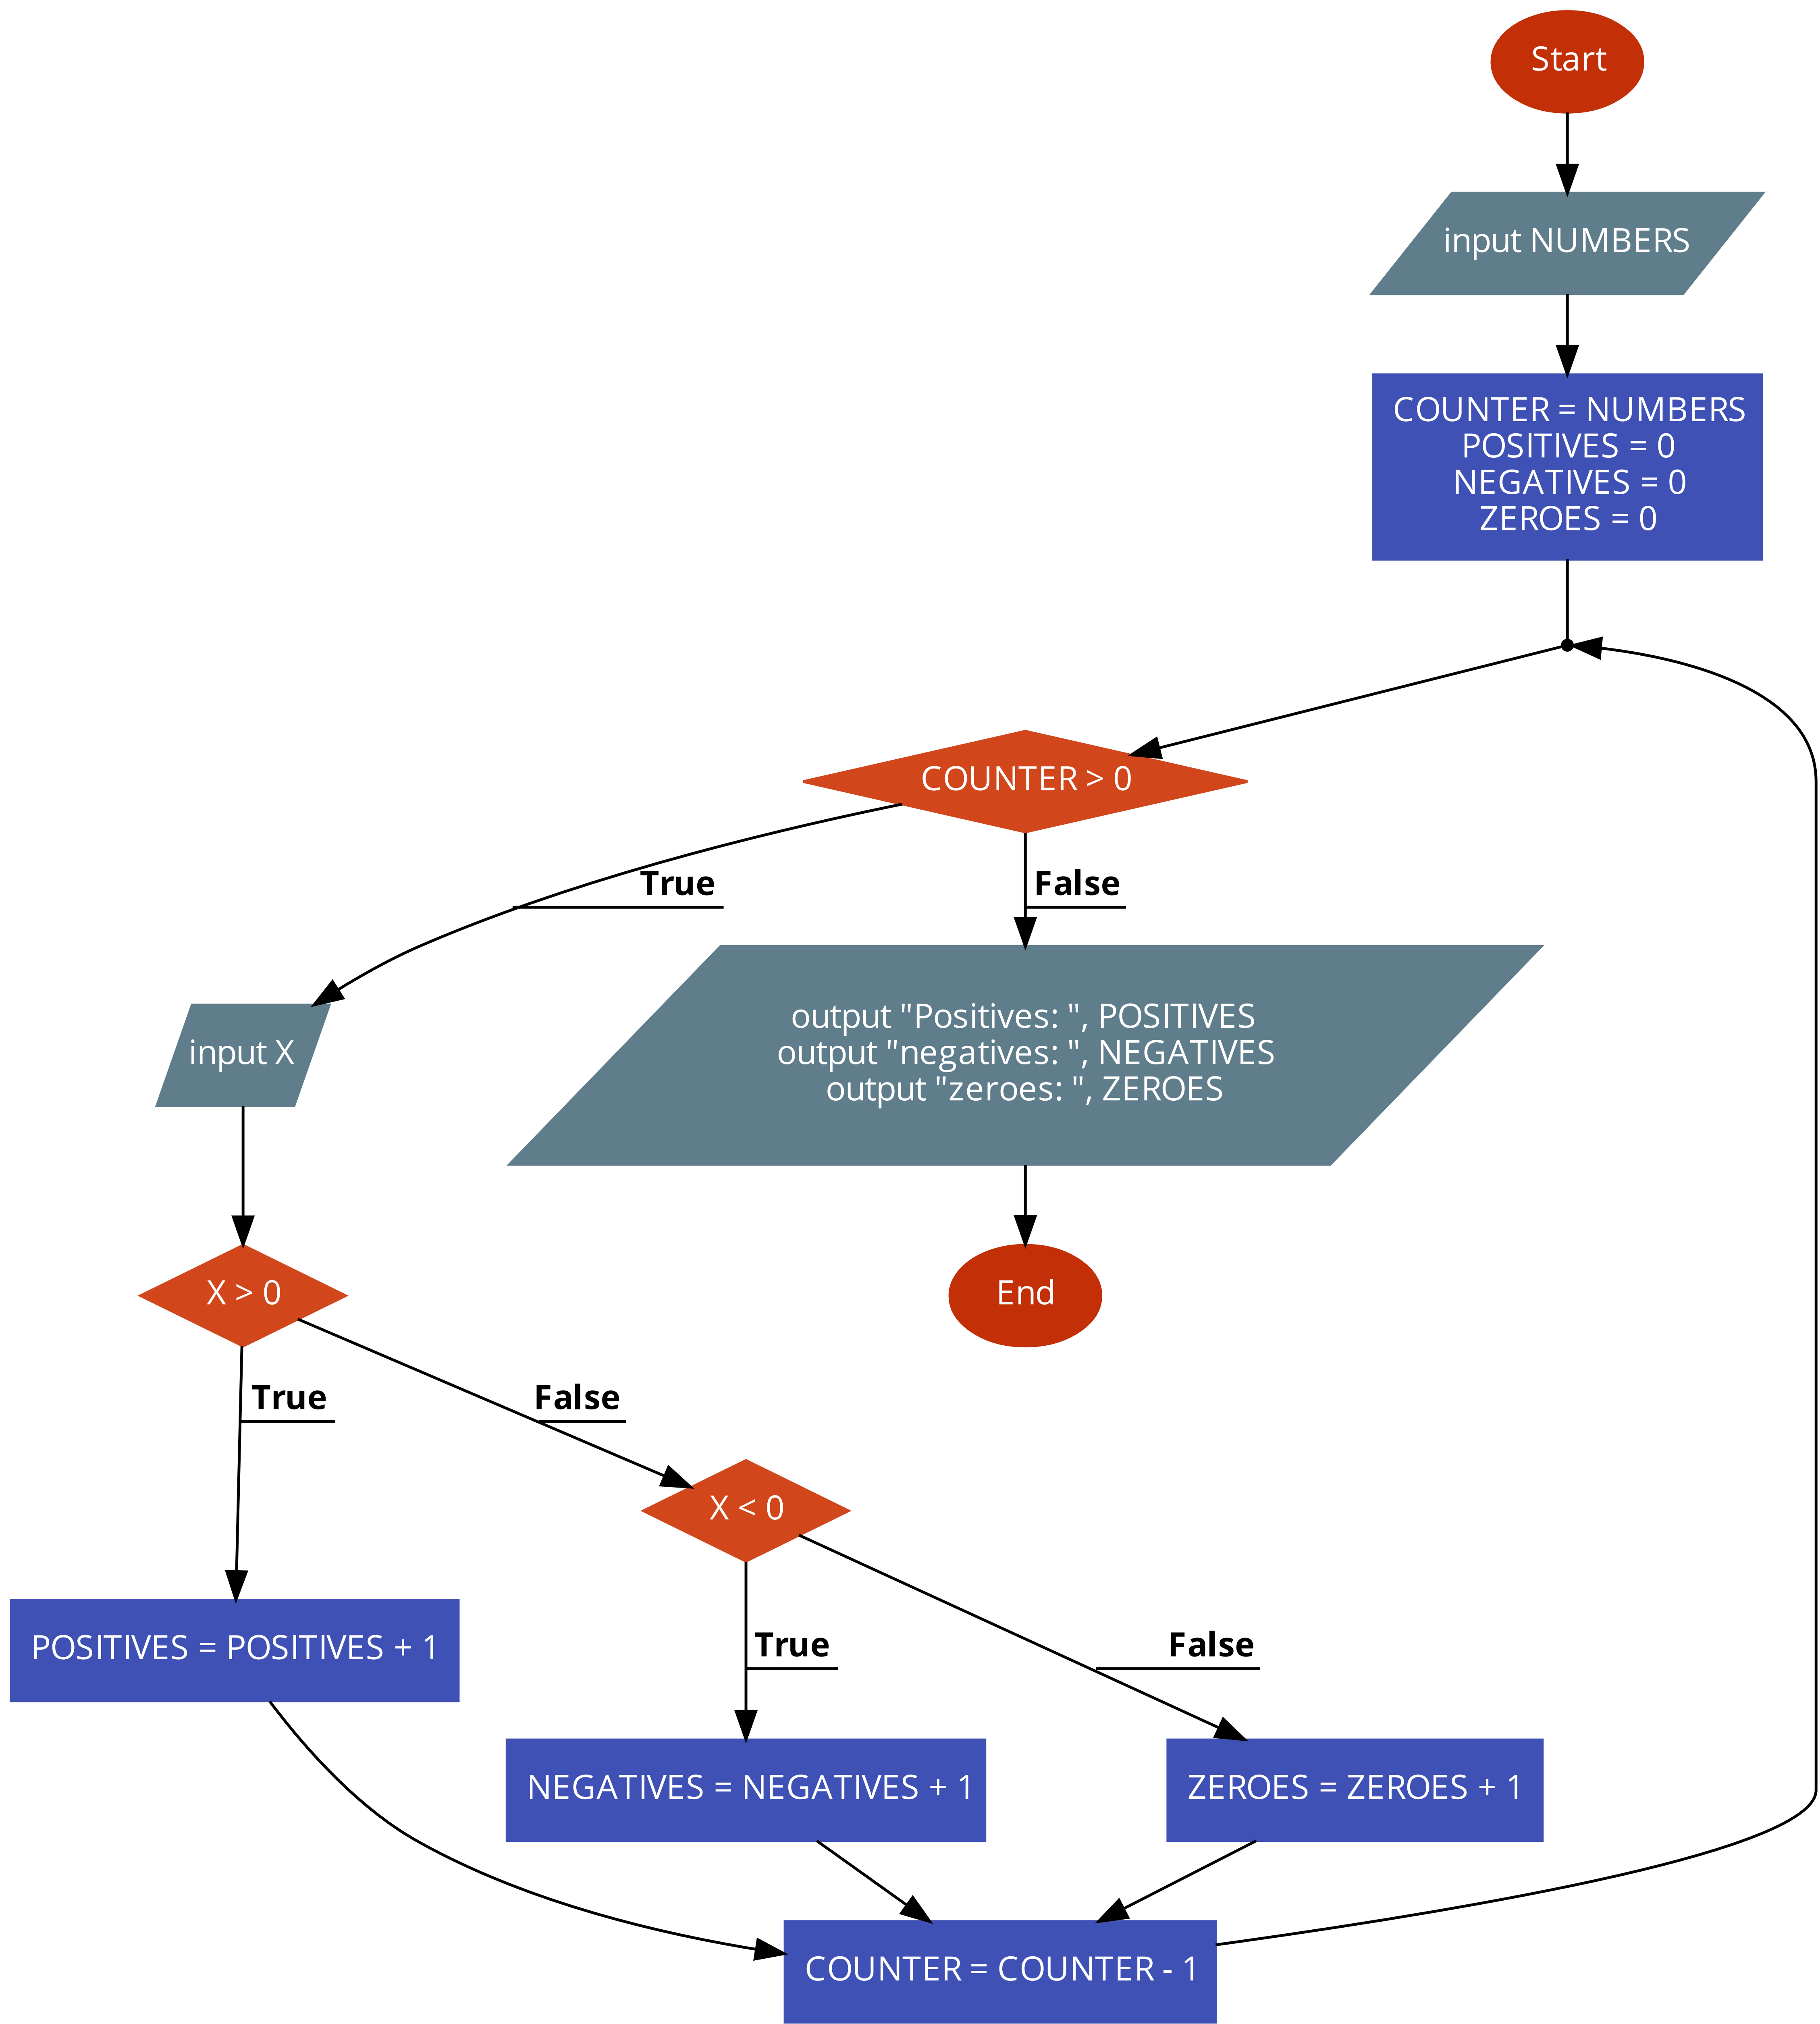 Start
input NUMBERS
COUNTER = NUMBERS
POSITIVES = 0
NEGATIVES = 0
ZEROES = 0
COUNTER > 0
True
False
input X
output "Positives: ", POSITIVES
output "negatives: ", NEGATIVES
output "zeroes: ", ZEROES
X > 0
End
True
False
X < 0
POSITIVES = POSITIVES + 1
True
False
NEGATIVES = NEGATIVES + 1
ZEROES = ZEROES + 1
COUNTER = COUNTER - 1